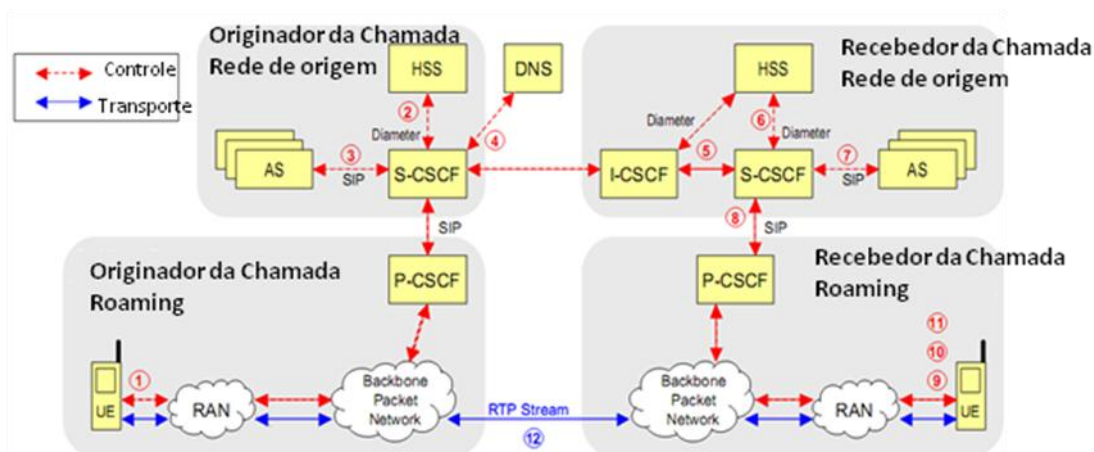 Controle
Transporte
Originador da Chamada
Rede de origem
HSS
DNS
2
Diameter
4
3
AS
SIP
S-CSCF
SIP
Recebedor da Chamada
Rede de origem
HSS
Diameter
6
Diameter
5
7
I-CSCF
S-CSCF
SIP
AS
8
SIP
Originador da Chamada
Roaming
P-CSCF
1
UE
RAN
Backbone
Packet
Network
RTP Stream
12
Recebedor da Chamada
Roaming
P-CSCF
11
10
9
Backbone
Packet
Network
RAN
UE